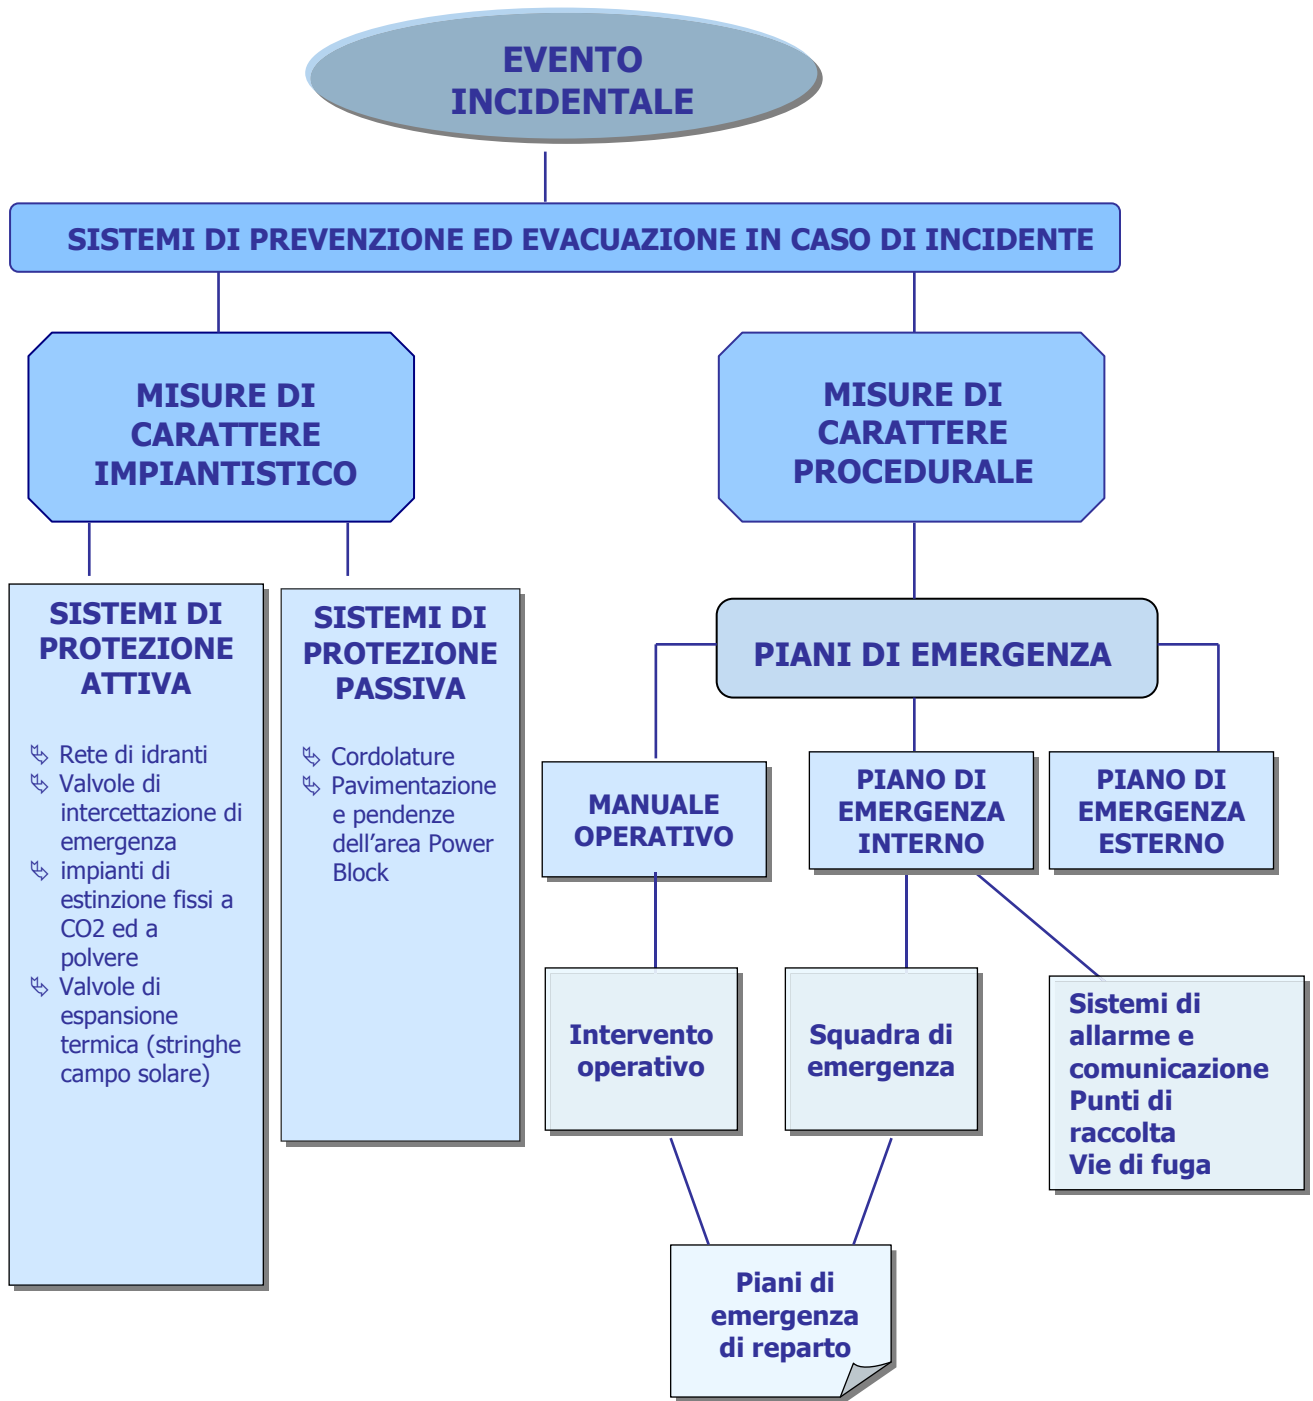 EVENTO
INCIDENTALE
SISTEMI DI PREVENZIONE ED EVACUAZIONE IN CASO DI INCIDENTE
MISURE DI
CARATTERE
IMPIANTISTICO
MISURE DI
CARATTERE
PROCEDURALE
SISTEMI DI
PROTEZIONE
ATTIVA
Rete di idranti
Valvole di
intercettazione di
emergenza
impianti di
estinzione fissi a
CO2 ed a
polvere
Valvole di
espansione
termica (stringhe
campo solare)
SISTEMI DI
PROTEZIONE
PASSIVA
Cordolature
Pavimentazione
e pendenze
dell’area Power
Block
PIANI DI EMERGENZA
MANUALE
OPERATIVO
PIANO DI
EMERGENZA
INTERNO
PIANO DI
EMERGENZA
ESTERNO
Intervento
operativo
Squadra di
emergenza
Sistemi di
allarme e
comunicazione
Punti di
raccolta
Vie di fuga
Piani di
emergenza
di reparto